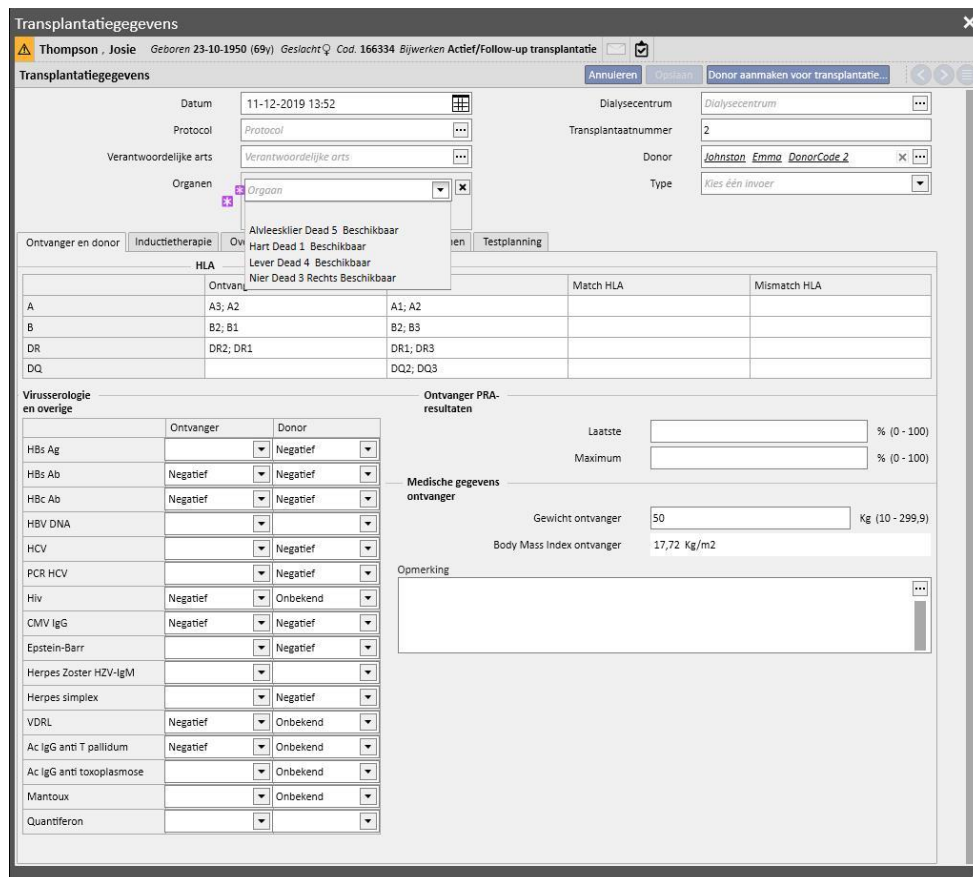 Transplantatiegegevens
Thompson , Josie Geboren 23-10-1950 (69y) Geslacht♀ Cod. 166334 Bijwerken Actief/Follow-up transplantatie
Transplantatiegegevens Annuleren Opslaan Donor aanmaken voor transplantatie...
Datum 11-12-2019 13:52 Dialysecentrum Dialysecentrum
Protocol Protocol Transplantaatnummer 2
Verantwoordelijke arts Verantwoordelijke arts Donor Johnston Emma DonorCode 2
Organen Orgaan Type Kies één invoer
Alvleesklier Dead 5 Beschikbaar
Hart Dead 1 Beschikbaar
Lever Dead 4 Beschikbaar
Nier Dead 3 Rechts Beschikbaar
Ontvanger en donor Inductietherapie Testplanning
HLA
Match HLA Mismatch HLA
A A3; A2 A1; A2
B B2; B1 B2; B3
DR DR2; DR1 DR1; DR3
DQ DQ2; DQ3
Virusserologie
en overige
Ontvanger Donor
HBs Ag Negatief
HBs Ab Negatief Negatief
HBc Ab Negatief Negatief
HBV DNA
HCV Negatief
PCR HCV Negatief
Hiv Negatief Onbekend
CMV IgG Negatief Negatief
Epstein-Barr Negatief
Herpes Zoster HZV-IgM
Herpes simplex Negatief
VDRL Negatief Onbekend
Ac IgG anti T pallidum Negatief Onbekend
Ac IgG anti toxoplasmose Onbekend
Mantoux Onbekend
Quantiferon
Ontvanger PRA-
resultaten
Laatste % (0 - 100)
Maximum % (0 - 100)
Medische gegevens
ontvanger
Gewicht ontvanger 50 Kg (10 - 299,9)
Body Mass Index ontvanger 17,72 Kg/m2
Opmerking